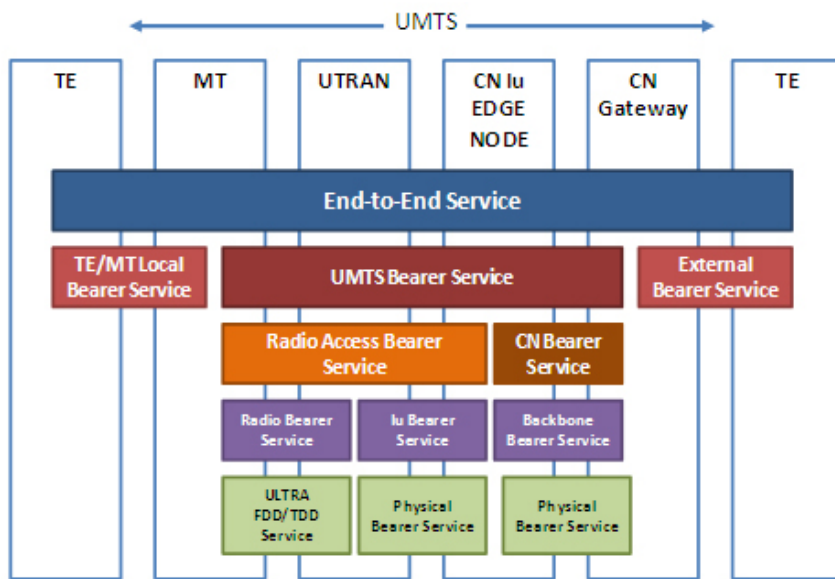 UMTS
TE
MT
UTRAN
CN Iu
EDGE
NODE
CN
Gateway
TE
End-to-End Service
TE/MT Local
Bearer Service
UMTS Bearer Service
External
Bearer Service
Radio Access Bearer
Service
CN Bearer
Service
Radio Bearer
Service
Iu Bearer
Service
Backbone
Bearer Service
ULTRA
FDD/TDD
Service
Physical
Bearer Service
Physical
Bearer Service